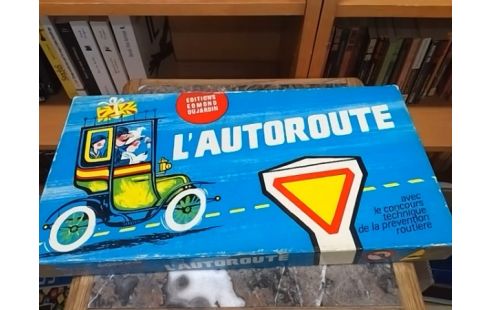 EDITIONS
EDMOND
DUJARDIN
L'AUTOROUTE
avec
le concours
technique
de la prévention
routière
L'AUTOROUTE